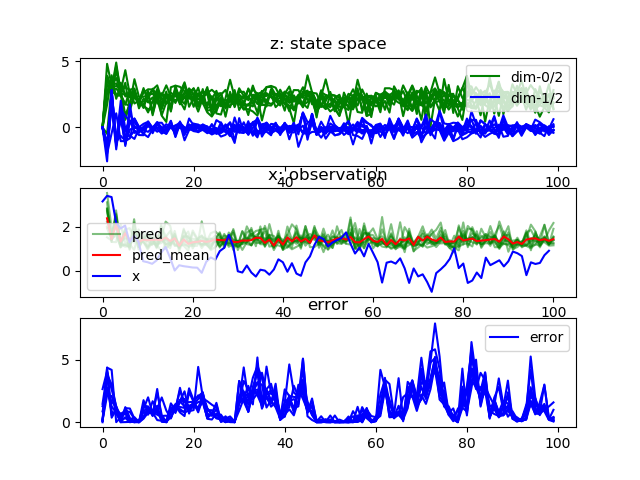 z: state space
5
0
dim-0/2
dim-1/2
0 20 40 60 80 100
x: observation
2
0
pred
pred_mean
x
0 20 40 60 80 100
error
5
0
error
0 20 40 60 80 100